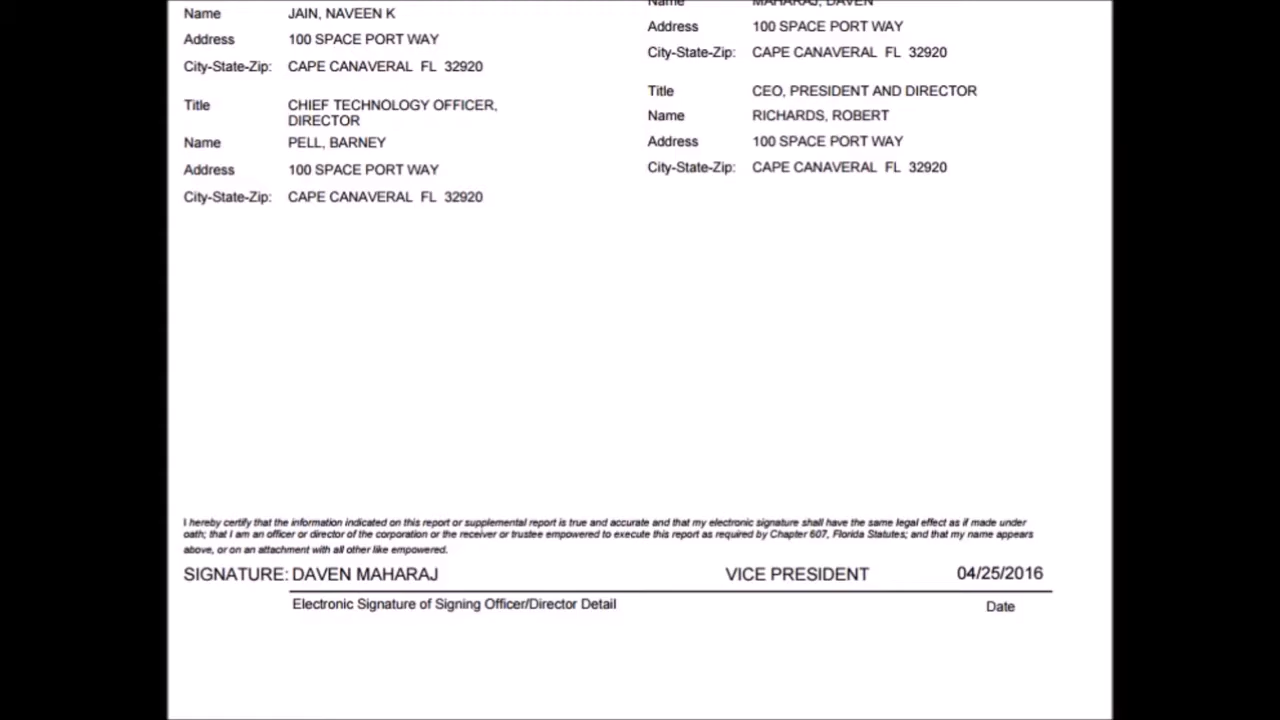 Name JAIN, NAVEEN K
Address 100 SPACE PORT WAY
City-State-Zip: CAPE CANAVERAL FL 32920
Title CHIEF TECHNOLOGY OFFICER,
DIRECTOR
Name PELL, BARNEY
Address 100 SPACE PORT WAY
City-State-Zip: CAPE CANAVERAL FL 32920
Name MAHARAJ, DAVEN
Address 100 SPACE PORT WAY
City-State-Zip: CAPE CANAVERAL FL 32920
Title CEO, PRESIDENT AND DIRECTOR
Name RICHARDS, ROBERT
Address 100 SPACE PORT WAY
City-State-Zip: CAPE CANAVERAL FL 32920
I hereby certify that the information indicated on this report or supplemental report is true and accurate and that my electronic signature shall have the same legal effect as if made under
oath; that I am an officer or director of the corporation or the receiver or trustee empowered to execute this report as required by Chapter 607, Florida Statutes; and that my name appears
above, or on an attachment with all other like empowered.
SIGNATURE: DAVEN MAHARAJ VICE PRESIDENT 04/25/2016
Electronic Signature of Signing Officer/Director Detail Date